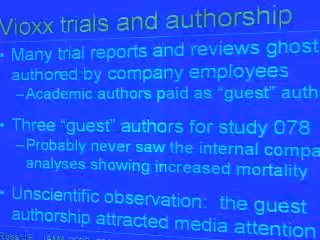 Vioxx trials and authorship
• Many trial reports and reviews ghost
authored by company employees
–Academic authors paid as "guest" auth
• Three "guest" authors for study 078
–Probably never saw the internal compa
analyses showing increased mortality
• Unscientific observation: the guest
authorship attracted media attention